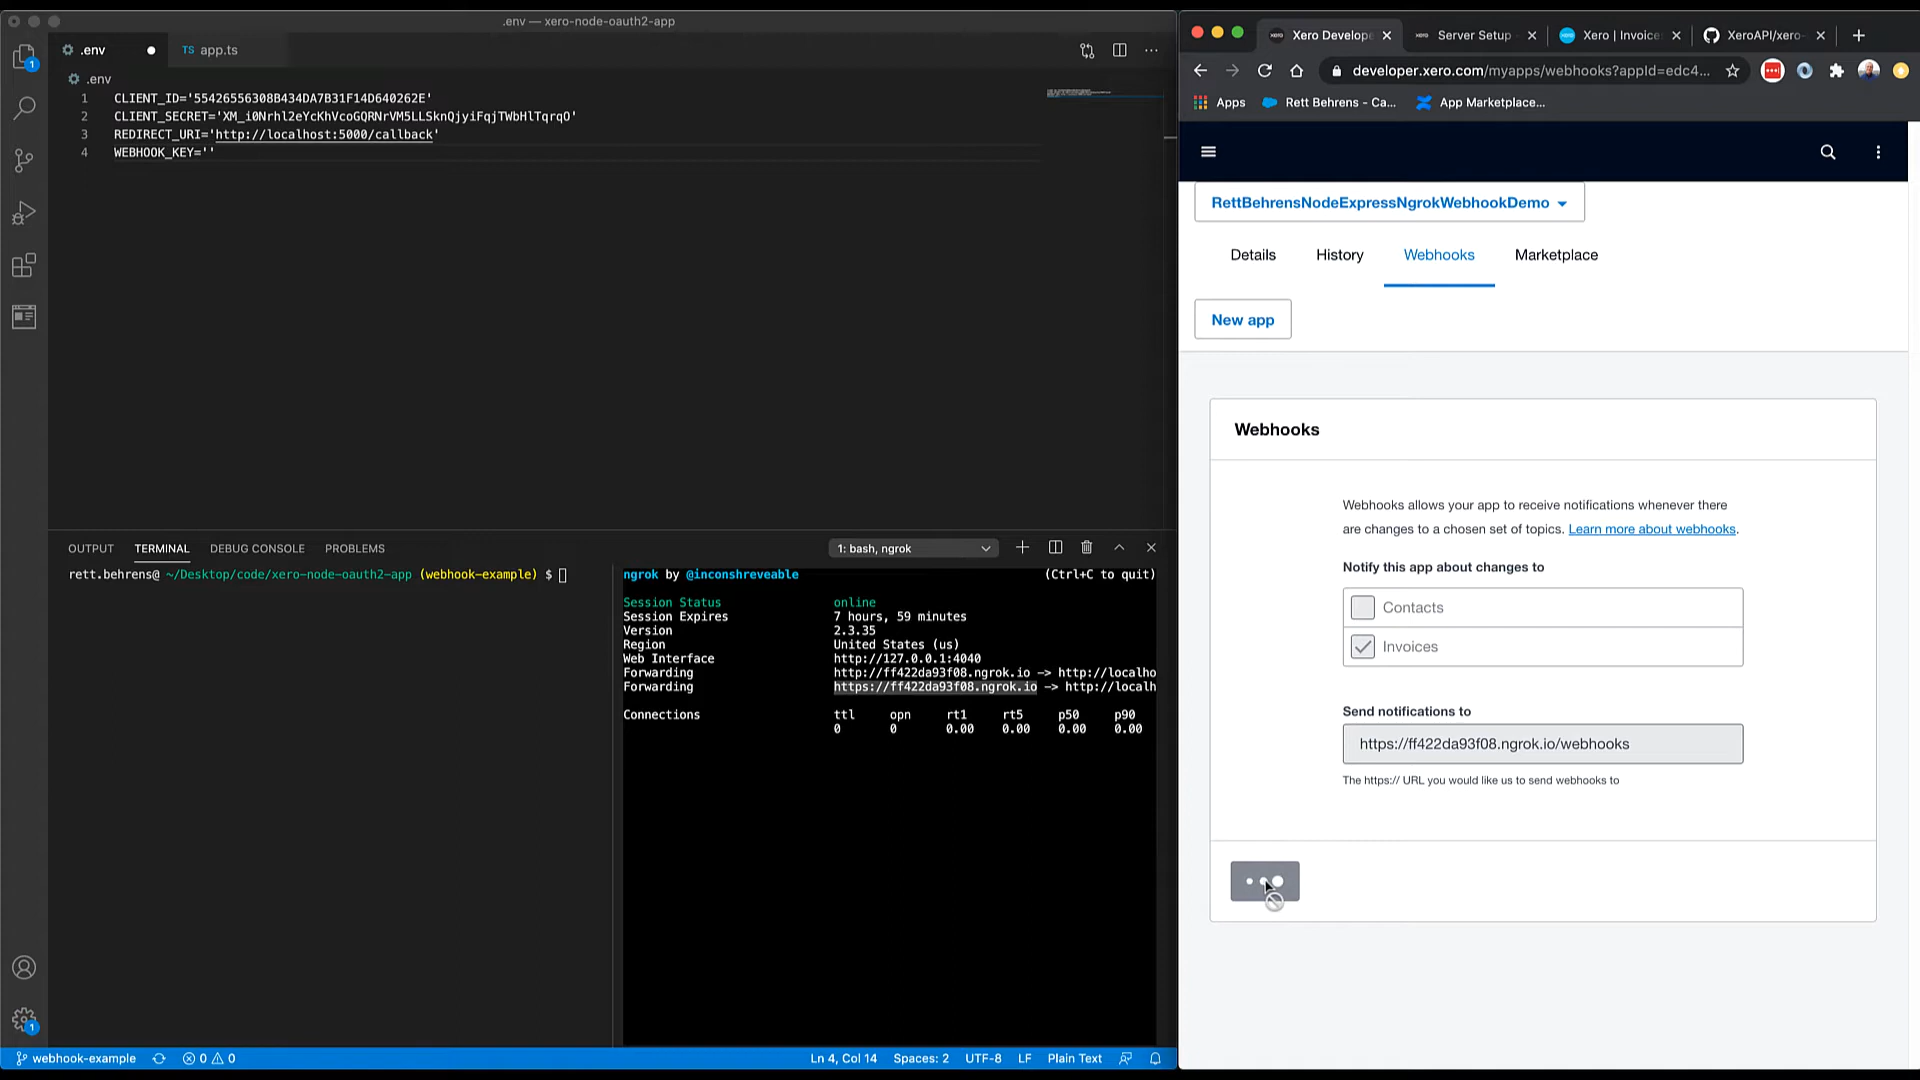 .env — xero-node-oauth2-app
.env
TS app.ts
.env
1 CLIENT_ID='55426556308B434DA7B31F14D640262E'
2 CLIENT_SECRET='XM_i0Nrhl2eYcKhVcoGQRNrVM5LLSknQjyiFqjTWbHlTqrqO'
3 REDIRECT_URI='http://localhost:5000/callback'
4 WEBHOOK_KEY=''
1
OUTPUT TERMINAL DEBUG CONSOLE PROBLEMS
1: bash, ngrok
rett.behrens@ ~/Desktop/code/xero-node-oauth2-app (webhook-example) $
ngrok by @inconshreveable (Ctrl+C to quit)
Session Status online
Session Expires 7 hours, 59 minutes
Version 2.3.35
Region United States (us)
Web Interface http://127.0.0.1:4040
Forwarding http://ff422da93f08.ngrok.io -> http://localho
Forwarding https://ff422da93f08.ngrok.io -> http://localh
Connections ttl opn rt1 rt5 p50 p90
0 0 0.00 0.00 0.00 0.00
1
webhook-example 0 0 Ln 4, Col 14 Spaces: 2 UTF-8 LF Plain Text
xero Xero Develope
xero Server Setup
xero Xero | Invoice
XeroAPI/xero-
developer.xero.com/myapps/webhooks?appId=edc4...
Apps Rett Behrens - Ca... App Marketplace...
RettBehrensNodeExpressNgrokWebhookDemo
Details History Webhooks Marketplace
New app
Webhooks
Webhooks allows your app to receive notifications whenever there
are changes to a chosen set of topics. Learn more about webhooks.
Notify this app about changes to
Contacts
Invoices
Send notifications to
https://ff422da93f08.ngrok.io/webhooks
The https:// URL you would like us to send webhooks to